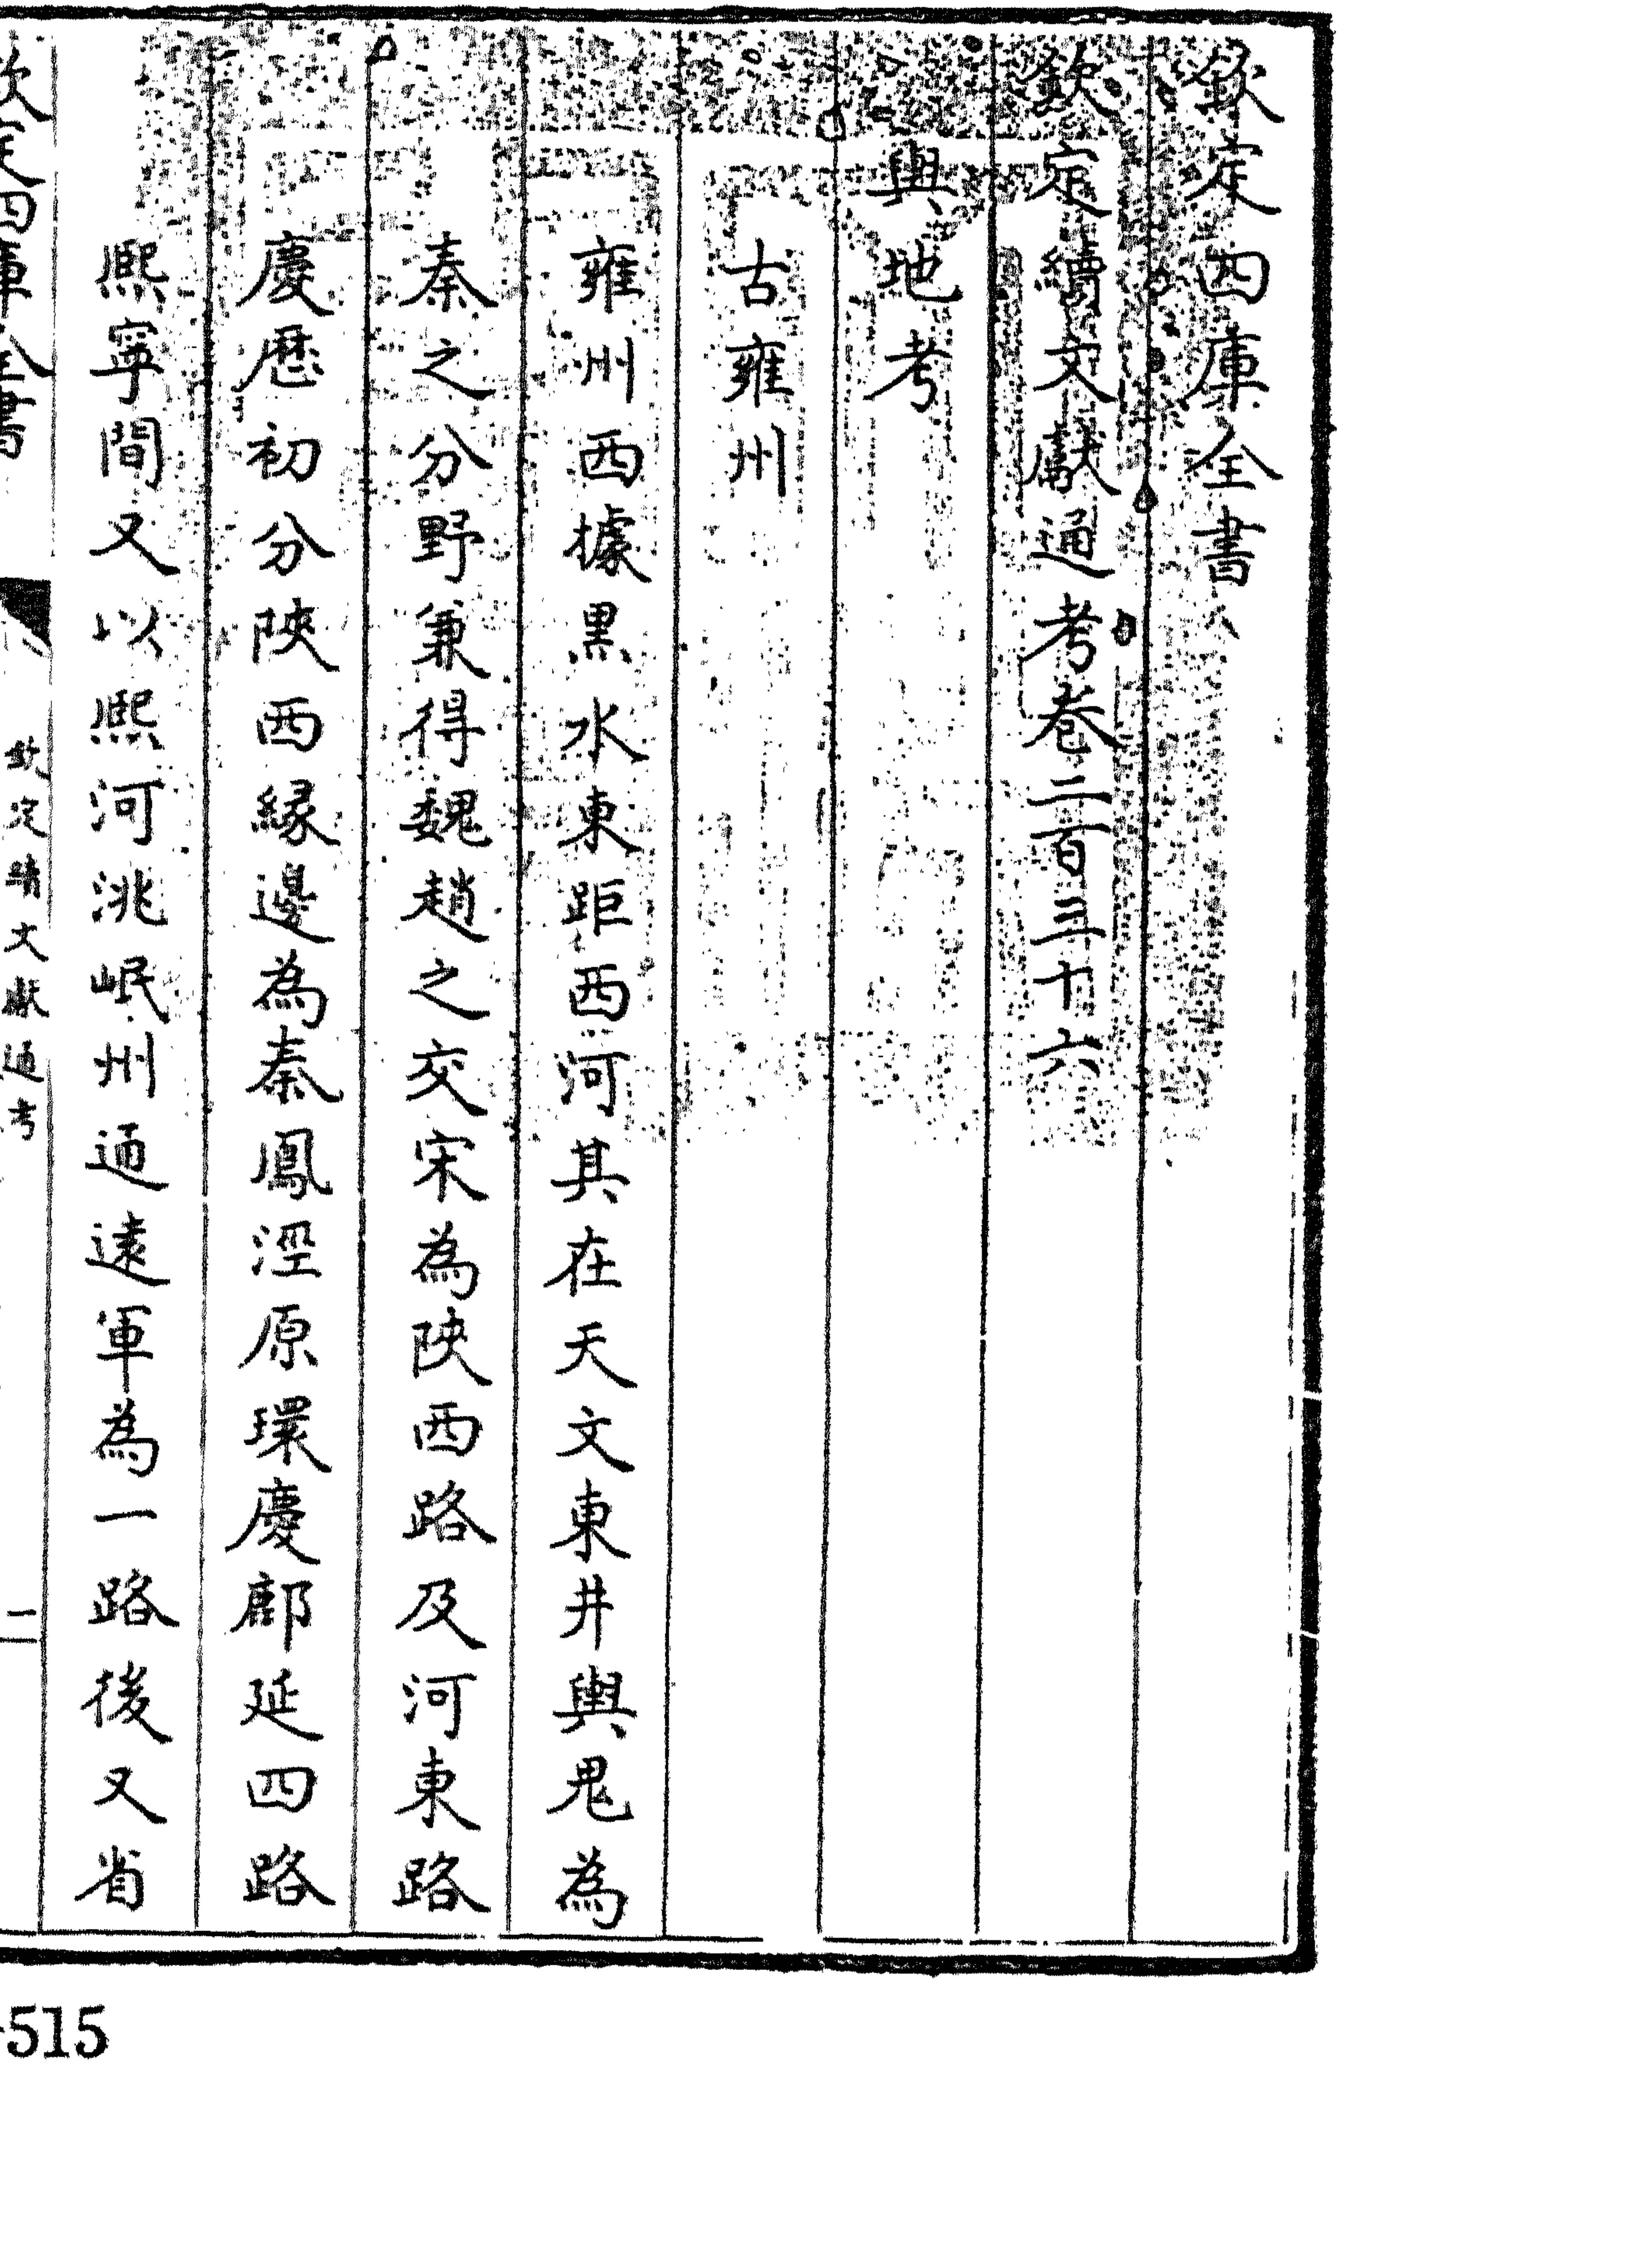 欽定四庫全書
欽定續文獻通考卷二百三十六
輿地考
古雍州
雍州西據黒水東距西河其在天文東井輿鬼為
秦之分野兼得魏趙之交宋為陜西路及河東路
慶厯初分陜西緣邊為秦鳳涇原環慶鄜延四路
熙寧間又以熙河洮岷州通遠軍為一路後又省
欽定四庫全書
欽定續文獻通考
515